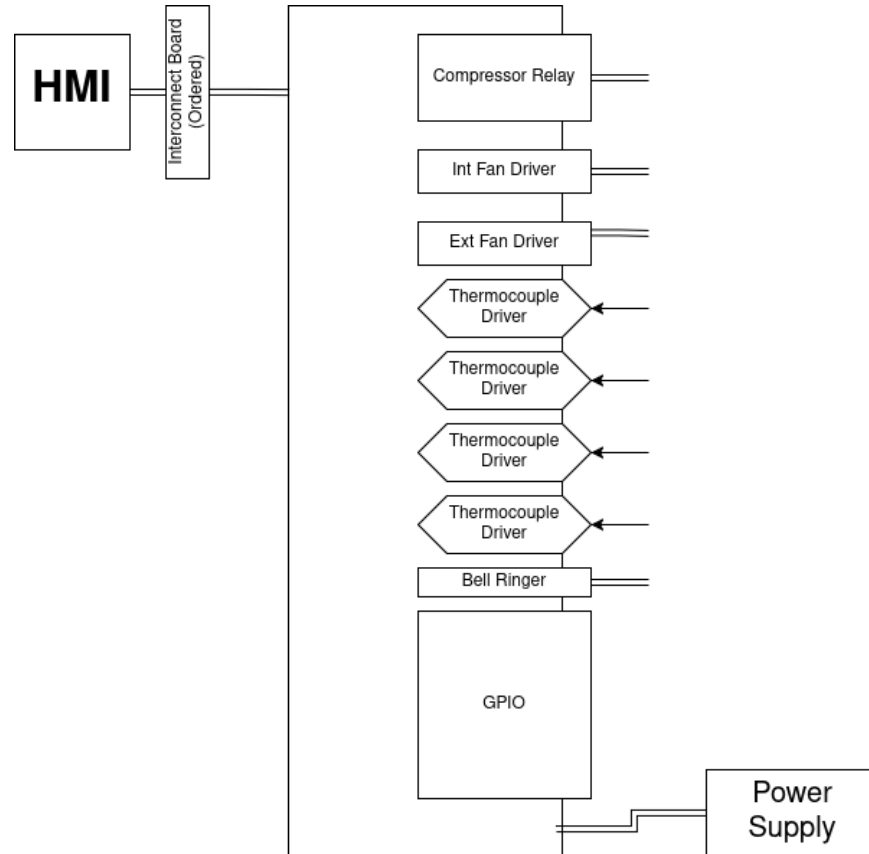 HMI
Interconnect Board
(Ordered)
Compressor Relay
Int Fan Driver
Ext Fan Driver
Thermocouple
Driver
Thermocouple
Driver
Thermocouple
Driver
Thermocouple
Driver
Bell Ringer
GPIO
Power
Supply